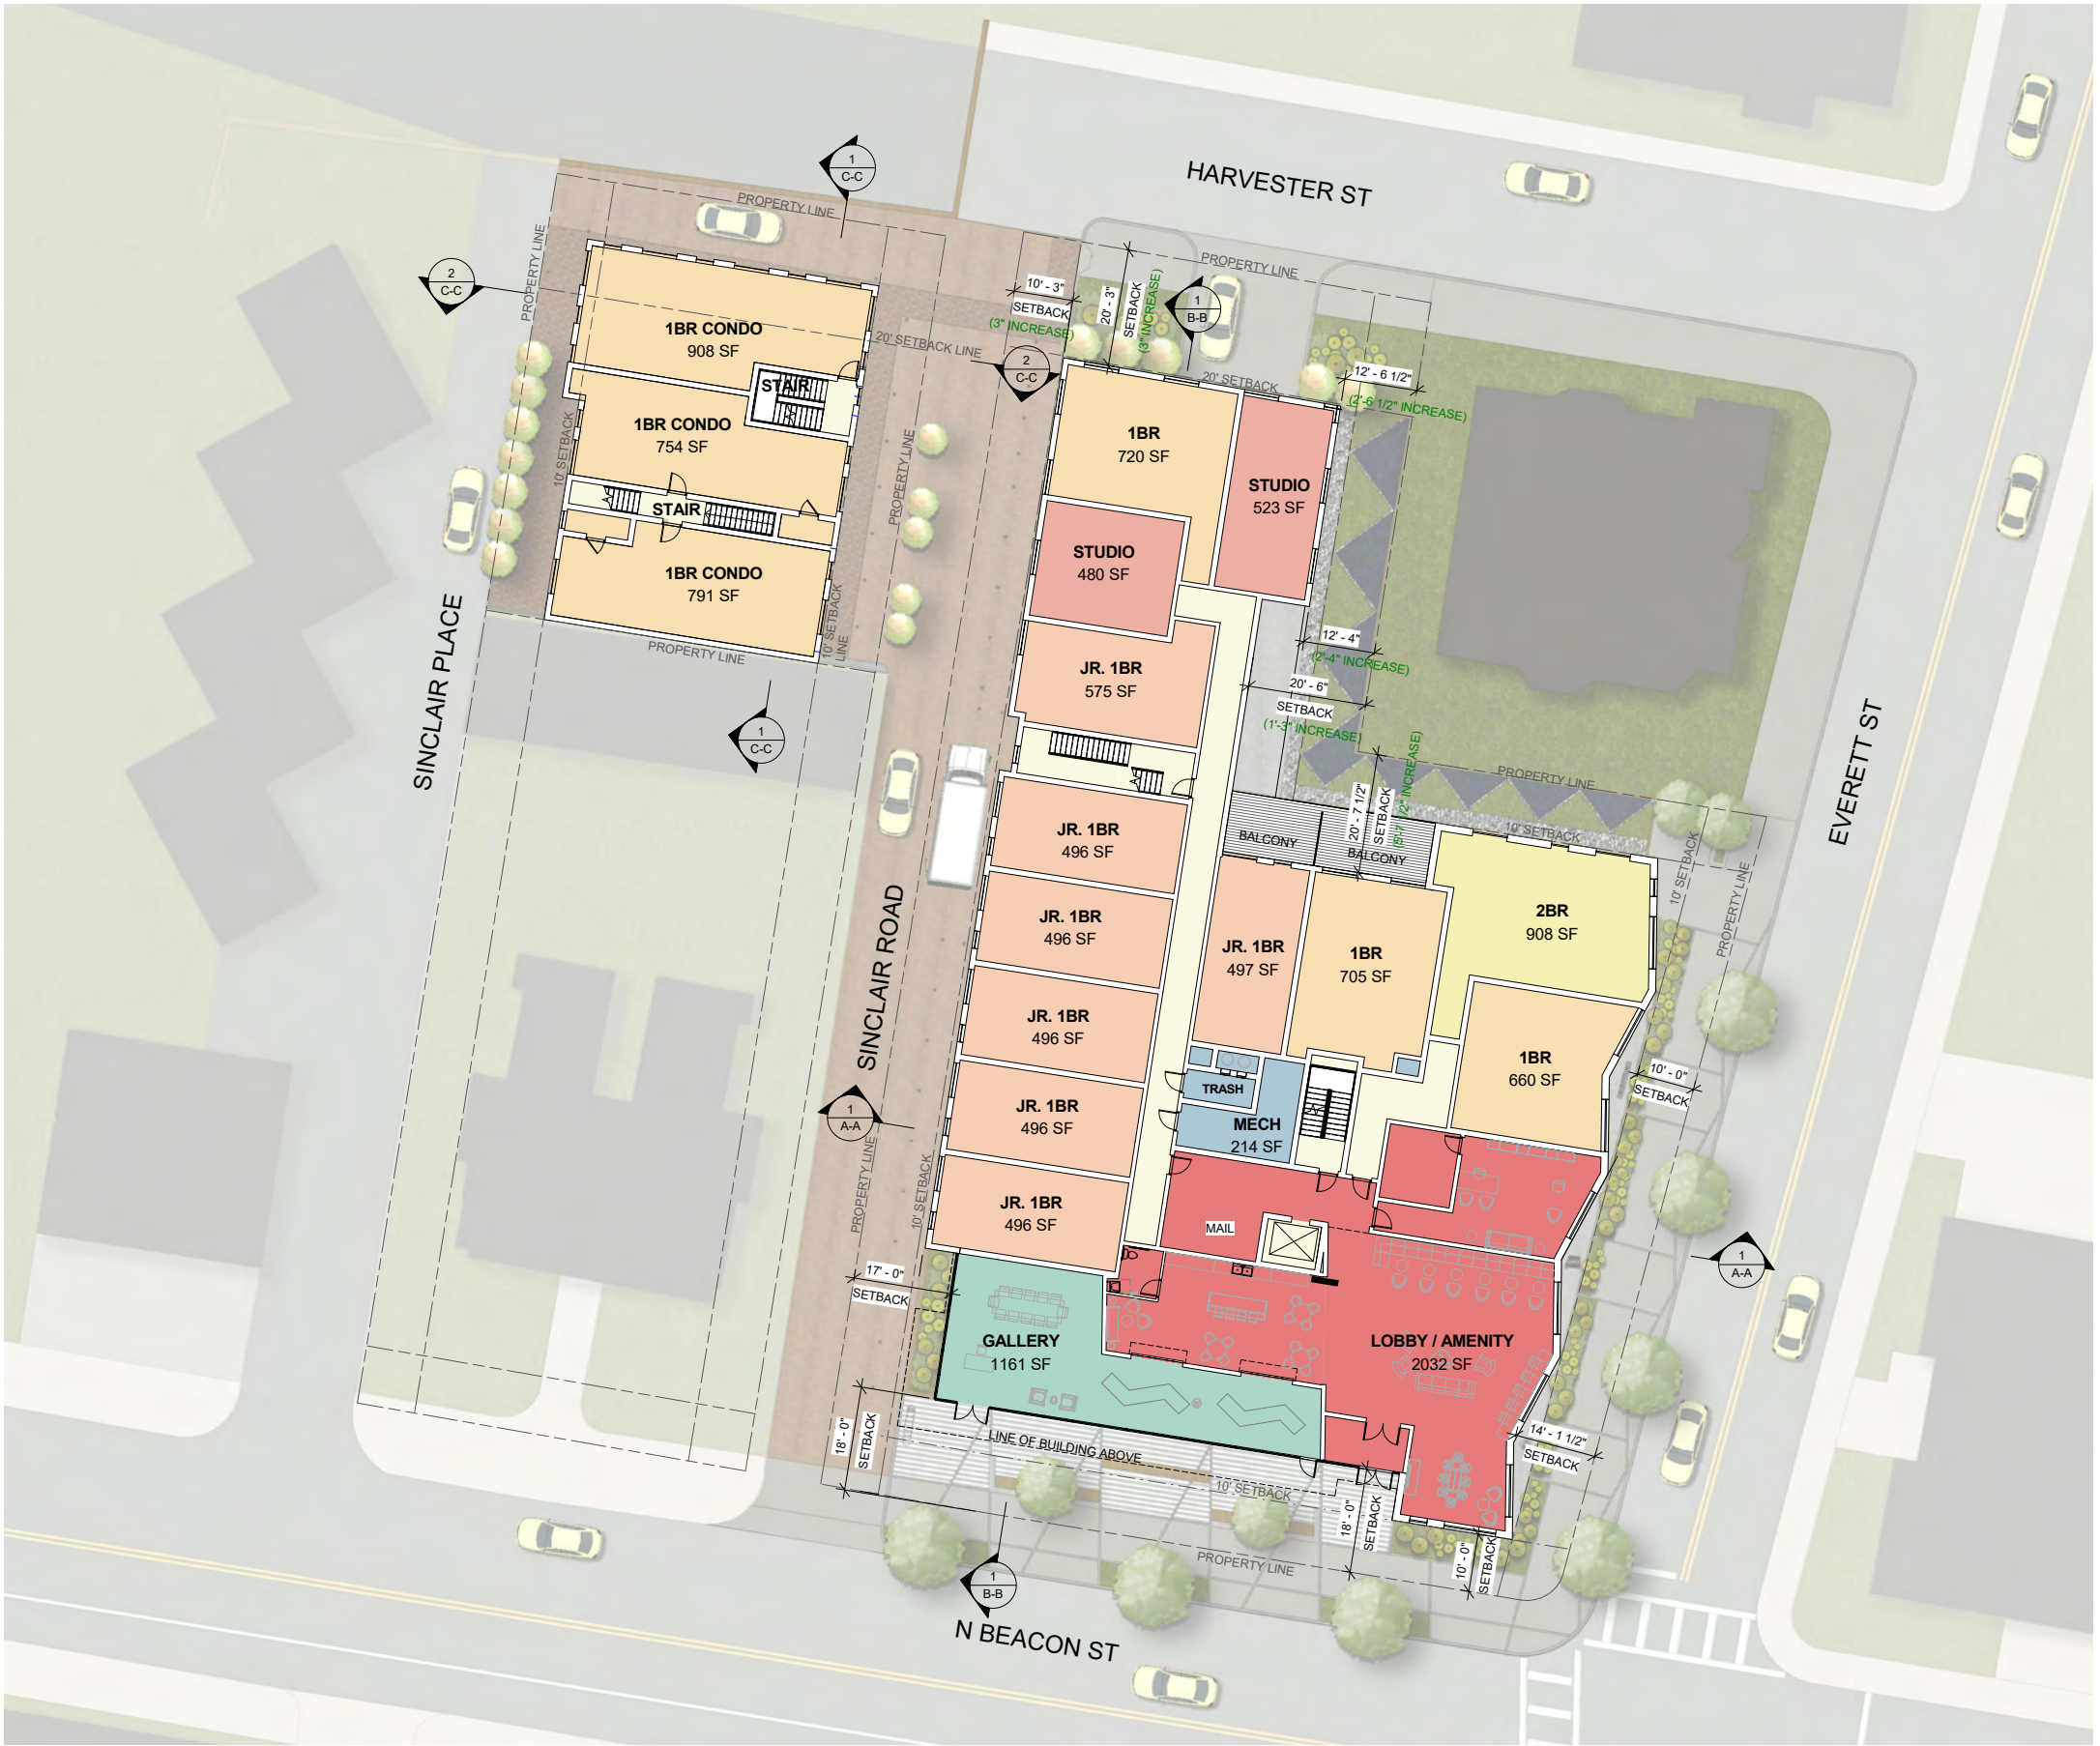 HARVESTER ST
1
C-C
PROPERTY LINE
PROPERTY LINE
2
C-C
PROPERTY LINE
10' - 3"
SETBACK
(3" INCREASE)
20' - 3"
SETBACK
(3" INCREASE)
1
B-B
1BR CONDO
908 SF
20' SETBACK LINE
2
C-C
20' SETBACK
12' - 6 1/2"
(2'-6 1/2" INCREASE)
STAIR
1BR CONDO
754 SF
10' SETBACK
PROPERTY LINE
STAIR
1BR CONDO
791 SF
10' SETBACK
LINE
PROPERTY LINE
1BR
720 SF
STUDIO
523 SF
STUDIO
480 SF
JR. 1BR
575 SF
12' - 4"
(2'-4" INCREASE)
20' - 6"
SETBACK
(1'-3" INCREASE)
SINCLAIR PLACE
1
C-C
EVERETT ST
20' - 7 1/2"
SETBACK
PROPERTY LINE
10' SETBACK
BALCONY
BALCONY
10' SETBACK
PROPERTY LINE
JR. 1BR
496 SF
JR. 1BR
496 SF
JR. 1BR
496 SF
JR. 1BR
496 SF
JR. 1BR
496 SF
JR. 1BR
497 SF
1BR
705 SF
2BR
908 SF
1BR
660 SF
10' - 0"
SETBACK
SINCLAIR ROAD
1
A-A
PROPERTY LINE
10' SETBACK
TRASH
MECH
214 SF
MAIL
1
A-A
17' - 0"
SETBACK
GALLERY
1161 SF
LOBBY / AMENITY
2032 SF
18' - 0"
SETBACK
LINE OF BUILDING ABOVE
10' SETBACK
14' - 1 1/2"
SETBACK
18' - 0"
SETBACK
10' - 0"
SETBACK
PROPERTY LINE
1
B-B
N BEACON ST